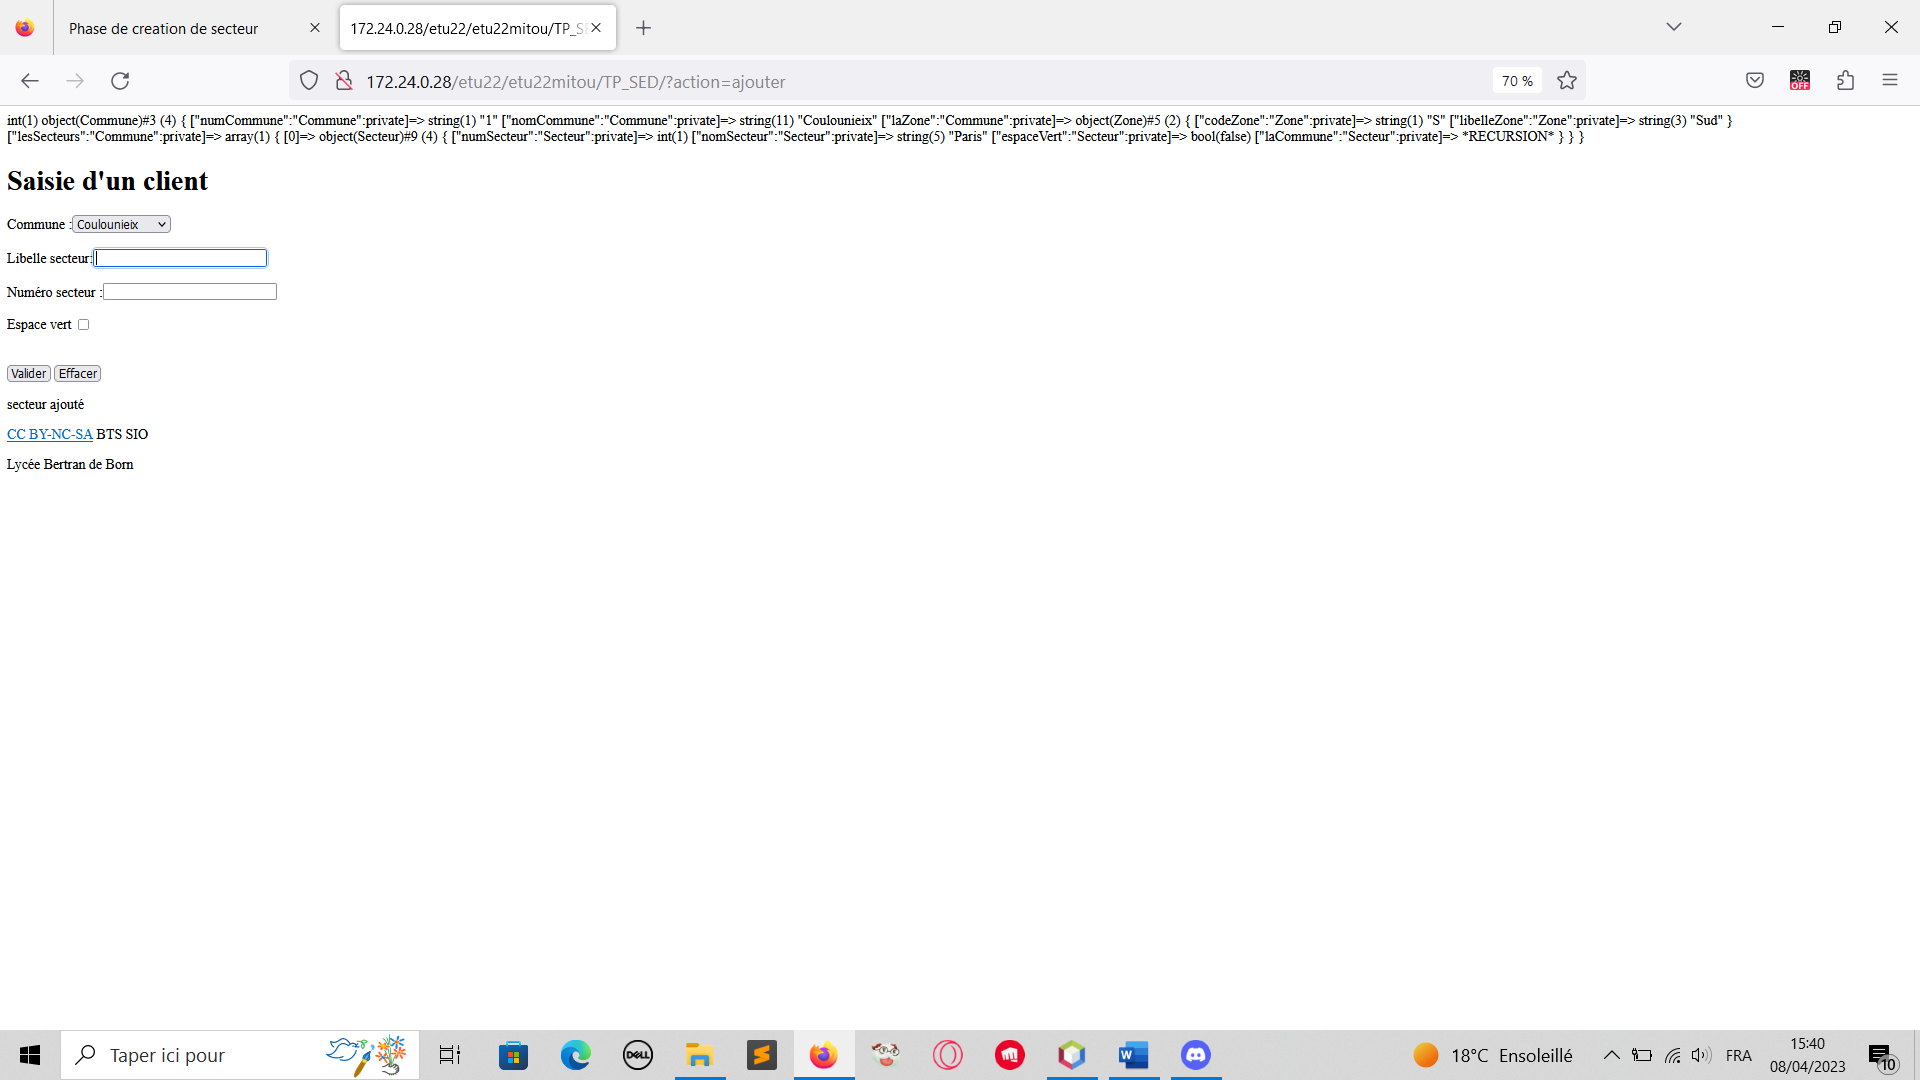 Phase de creation de secteur
172.24.0.28/etu22/etu22mitou/TP_S
172.24.0.28/etu22/etu22mitou/TP_SED/?action=ajouter
70 %
OFF
int(1) object(Commune)#3 (4) { ["numCommune":"Commune":private]=> string(1) "1" ["nomCommune":"Commune":private]=> string(11) "Coulounieix" ["laZone":"Commune":private]=> object(Zone)#5 (2) { ["codeZone":"Zone":private]=> string(1) "S" ["libelleZone":"Zone":private]=> string(3) "Sud" }
["lesSecteurs":"Commune":private]=> array(1) { [0]=> object(Secteur)#9 (4) { ["numSecteur":"Secteur":private]=> int(1) ["nomSecteur":"Secteur":private]=> string(5) "Paris" ["espaceVert":"Secteur":private]=> bool(false) ["laCommune":"Secteur":private]=> *RECURSION* } } }
Saisie d'un client
Commune : Coulounieix
Libelle secteur:
Numéro secteur :
Espace vert
Valider Effacer
secteur ajouté
CC BY-NC-SA BTS SIO
Lycée Bertran de Born
Taper ici pour
DELL
W
18°C Ensoleillé
FRA
15:40
08/04/2023
10